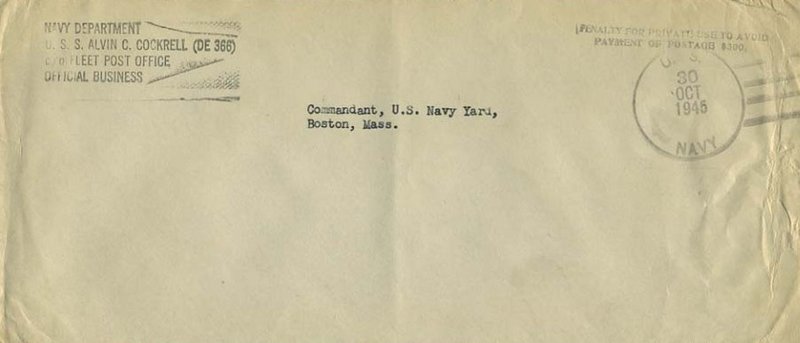 NAVY DEPARTMENT
U. S. S. ALVIN C. COCKRELL (DE 366)
c/o FLEET POST OFFICE
OFFICIAL BUSINESS
PENALTY FOR PRIVATE USE TO AVOID
PAYMENT OF POSTAGE $300.
U. S.
30
OCT
1945
NAVY
Commandant, U.S. Navy Yard,
Boston, Mass.